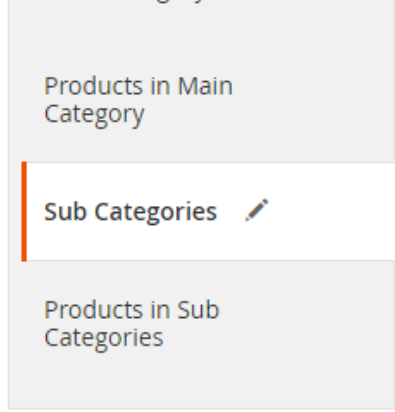 Products in Main
Category
Sub Categories
Products in Sub
Categories